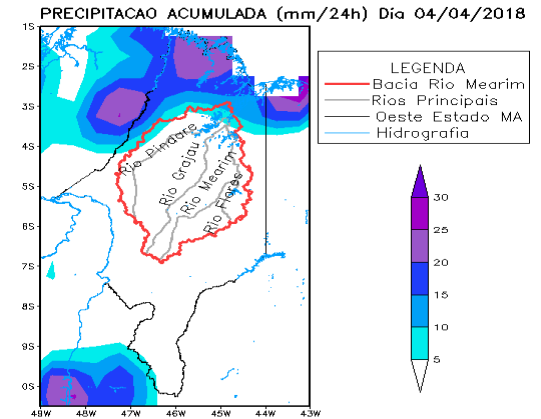 PRECIPITACAO ACUMULADA (mm/24h) Dia 04/04/2018
1S
2S
3S
4S
5S
6S
7S
8S
9S
0S
49W 48W 47W 46W 45W 44W 43W
Rio Pindare
Rio Grajau
Rio Mearim
Rio Flores
LEGENDA
Bacia Rio Mearim
Rios Principais
Oeste Estado MA
Hidrografia
30
25
20
15
10
5